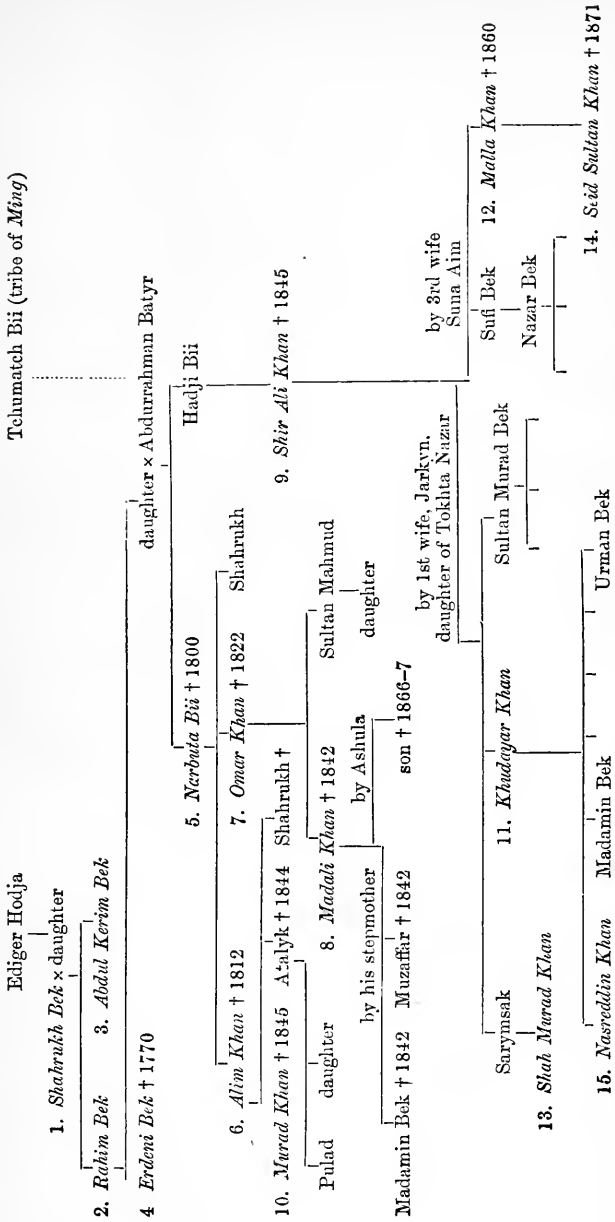 Ediger Hodja
Tchumatch Bii (tribe of Ming)
1. Shahrukh Bek × daughter
2. Rahim Bek 3. Abdul Kerim Bek
4 Erdeni Bek † 1770
daughter × Abdurrahman Batyr
5. Narbuta Bii † 1800
Hadji Bii
6. Alim Khan † 1812
7. Omar Khan † 1822
Shahrukh
9. Shir Ali Khan † 1845
10. Murad Khan † 1845 Atalyk † 1844 Shahrukh †
8. Madali Khan † 1842
Sultan Mahmud
Pulad daughter
daughter
by his stepmother
by Ashula
Madamin Bek † 1842 Muzaffar † 1842
son † 1866-7
by 1st wife, Jarkyn,
daughter of Tokhta Nazar
by 3rd wife
Suna Aim
Sarymsak
11. Khudayar Khan
Sultan Murad Bek
Sufi Bek
12. Malla Khan † 1860
13. Shah Murad Khan
Nazar Bek
14. Seid Sultan Khan † 1871
15. Nasreddin Khan
Madamin Bek
Urman Bek